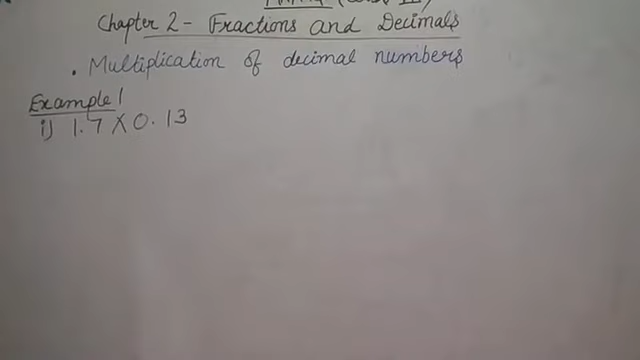 Chapter 2 - Fractions and Decimals
• Multiplication of decimal numbers
Example 1
i) 1.7 X 0.13